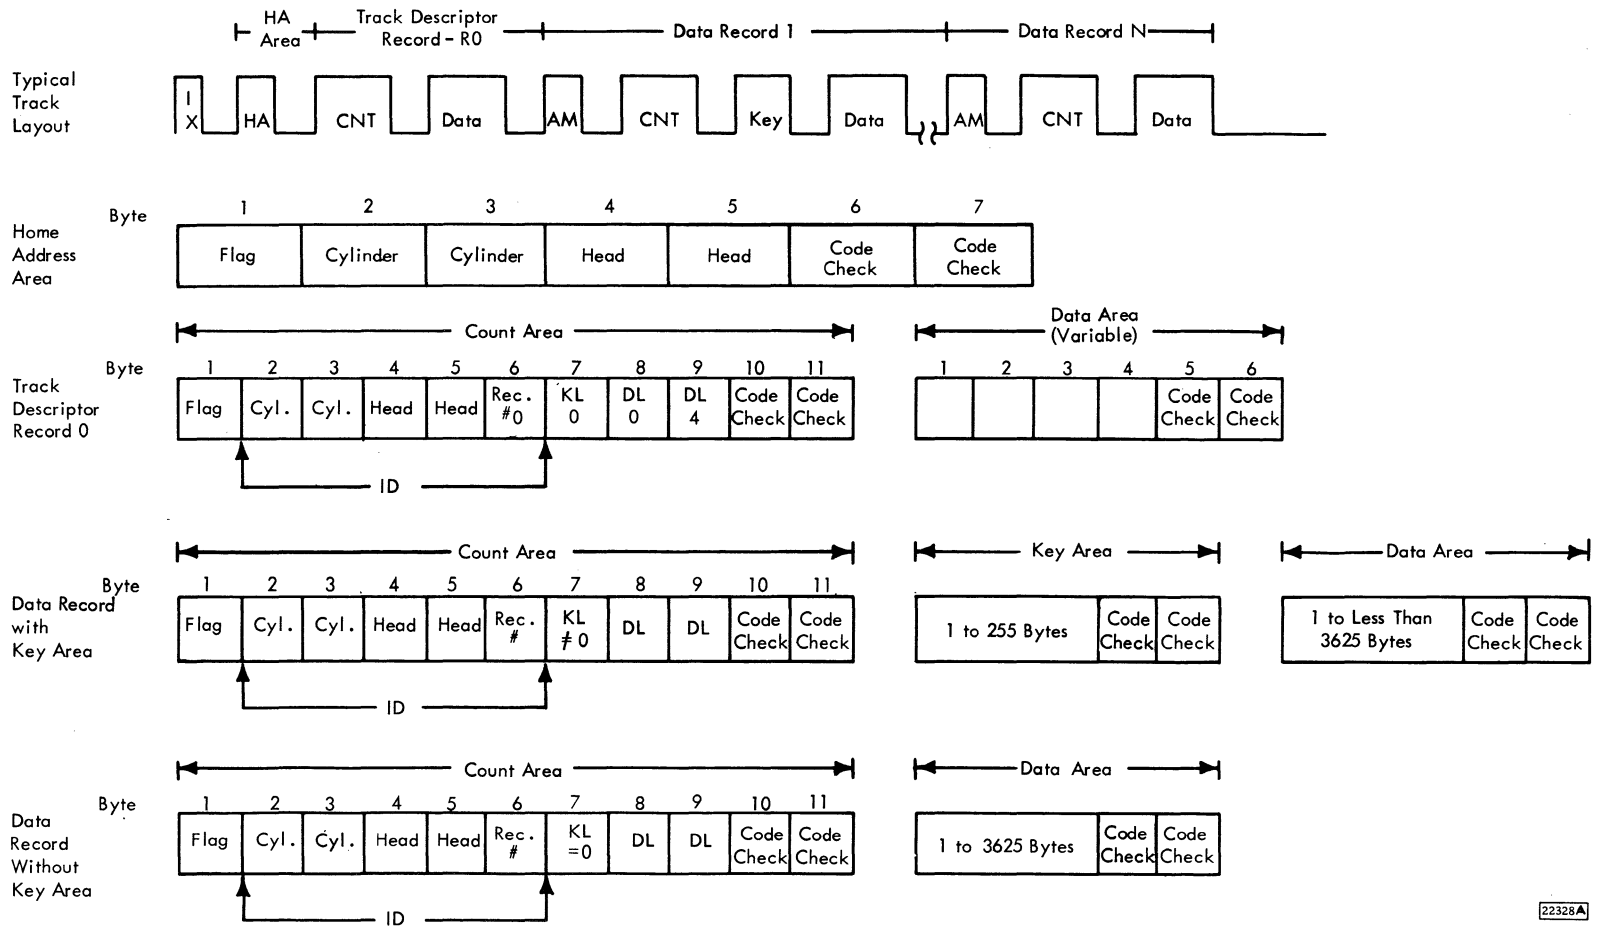 HA
Area
Track Descriptor
Record - R0
Data Record 1
Data Record N
Typical
Track
Layout
I
X
HA
CNT
Data
AM
CNT
Key
Data
AM
CNT
Data
Byte 1 2 3 4 5 6 7
Home
Address
Area
Flag
Cylinder
Cylinder
Head
Head
Code
Check
Code
Check
Count Area
Data Area
(Variable)
Byte 1 2 3 4 5 6 7 8 9 10 11
1 2 3 4 5 6
Track
Descriptor
Record 0
Flag
Cyl.
Cyl.
Head
Head
Rec.
#0
KL
0
DL
0
DL
4
Code
Check
Code
Check
Code
Check
Code
Check
ID
Count Area
Key Area
Data Area
Byte 1 2 3 4 5 6 7 8 9 10 11
Data Record
with
Key Area
Flag
Cyl.
Cyl.
Head
Head
Rec.
#
KL
≠ 0
DL
DL
Code
Check
Code
Check
1 to 255 Bytes
Code
Check
Code
Check
1 to Less Than
3625 Bytes
Code
Check
Code
Check
ID
Count Area
Data Area
Byte 1 2 3 4 5 6 7 8 9 10 11
Data
Record
Without
Key Area
Flag
Cyl.
Cyl.
Head
Head
Rec.
#
KL
=0
DL
DL
Code
Check
Code
Check
1 to 3625 Bytes
Code
Check
Code
Check
ID
22328A